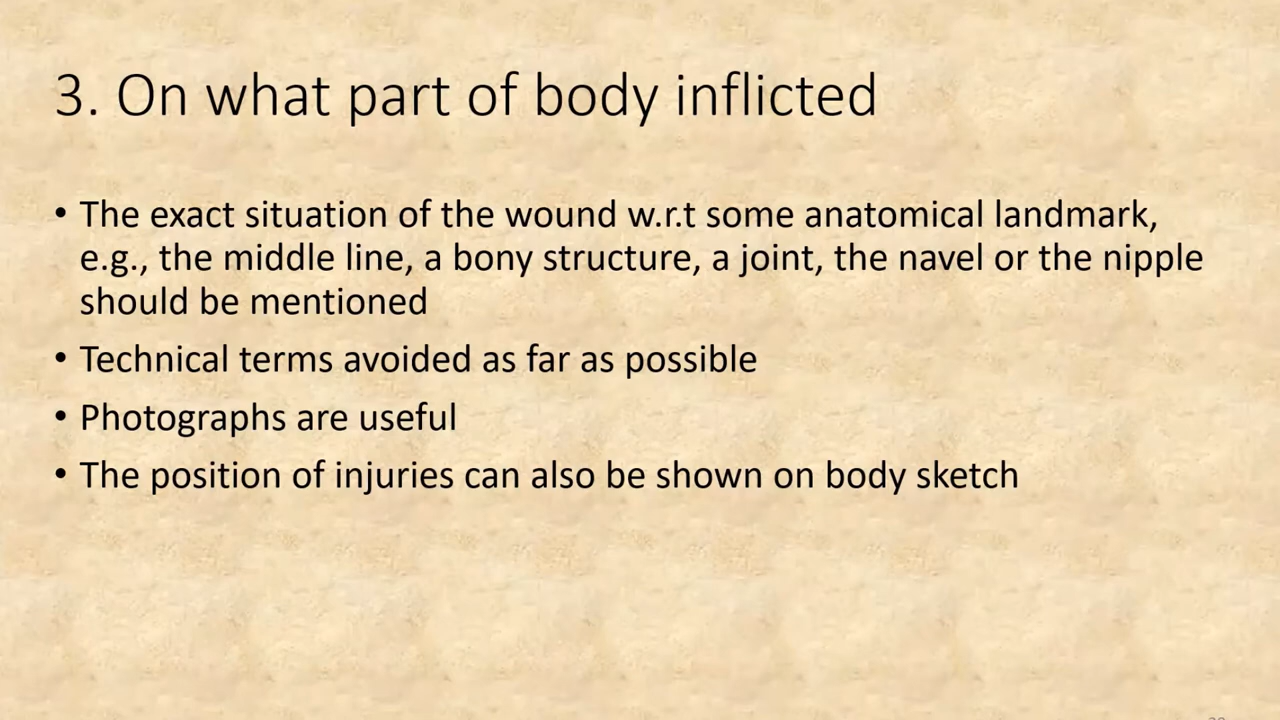 3. On what part of body inflicted
• The exact situation of the wound w.r.t some anatomical landmark,
e.g., the middle line, a bony structure, a joint, the navel or the nipple
should be mentioned
• Technical terms avoided as far as possible
• Photographs are useful
• The position of injuries can also be shown on body sketch